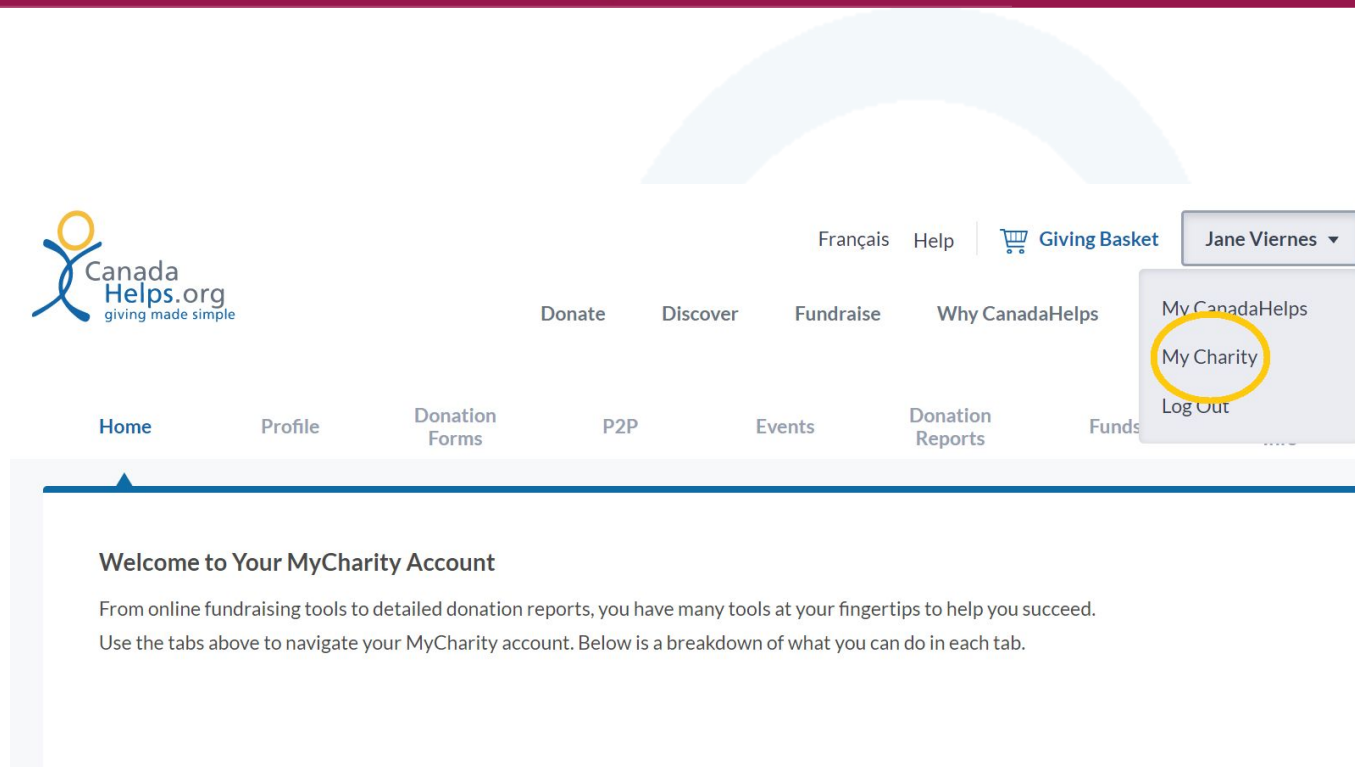 Français Help Giving Basket Jane Viernes
Canada
Helps.org
giving made simple
Donate Discover Fundraise Why CanadaHelps
My CanadaHelps
My Charity
Log Out
Home Profile Donation Forms P2P Events Donation Reports Funds
Welcome to Your MyCharity Account
From online fundraising tools to detailed donation reports, you have many tools at your fingertips to help you succeed.
Use the tabs above to navigate your MyCharity account. Below is a breakdown of what you can do in each tab.